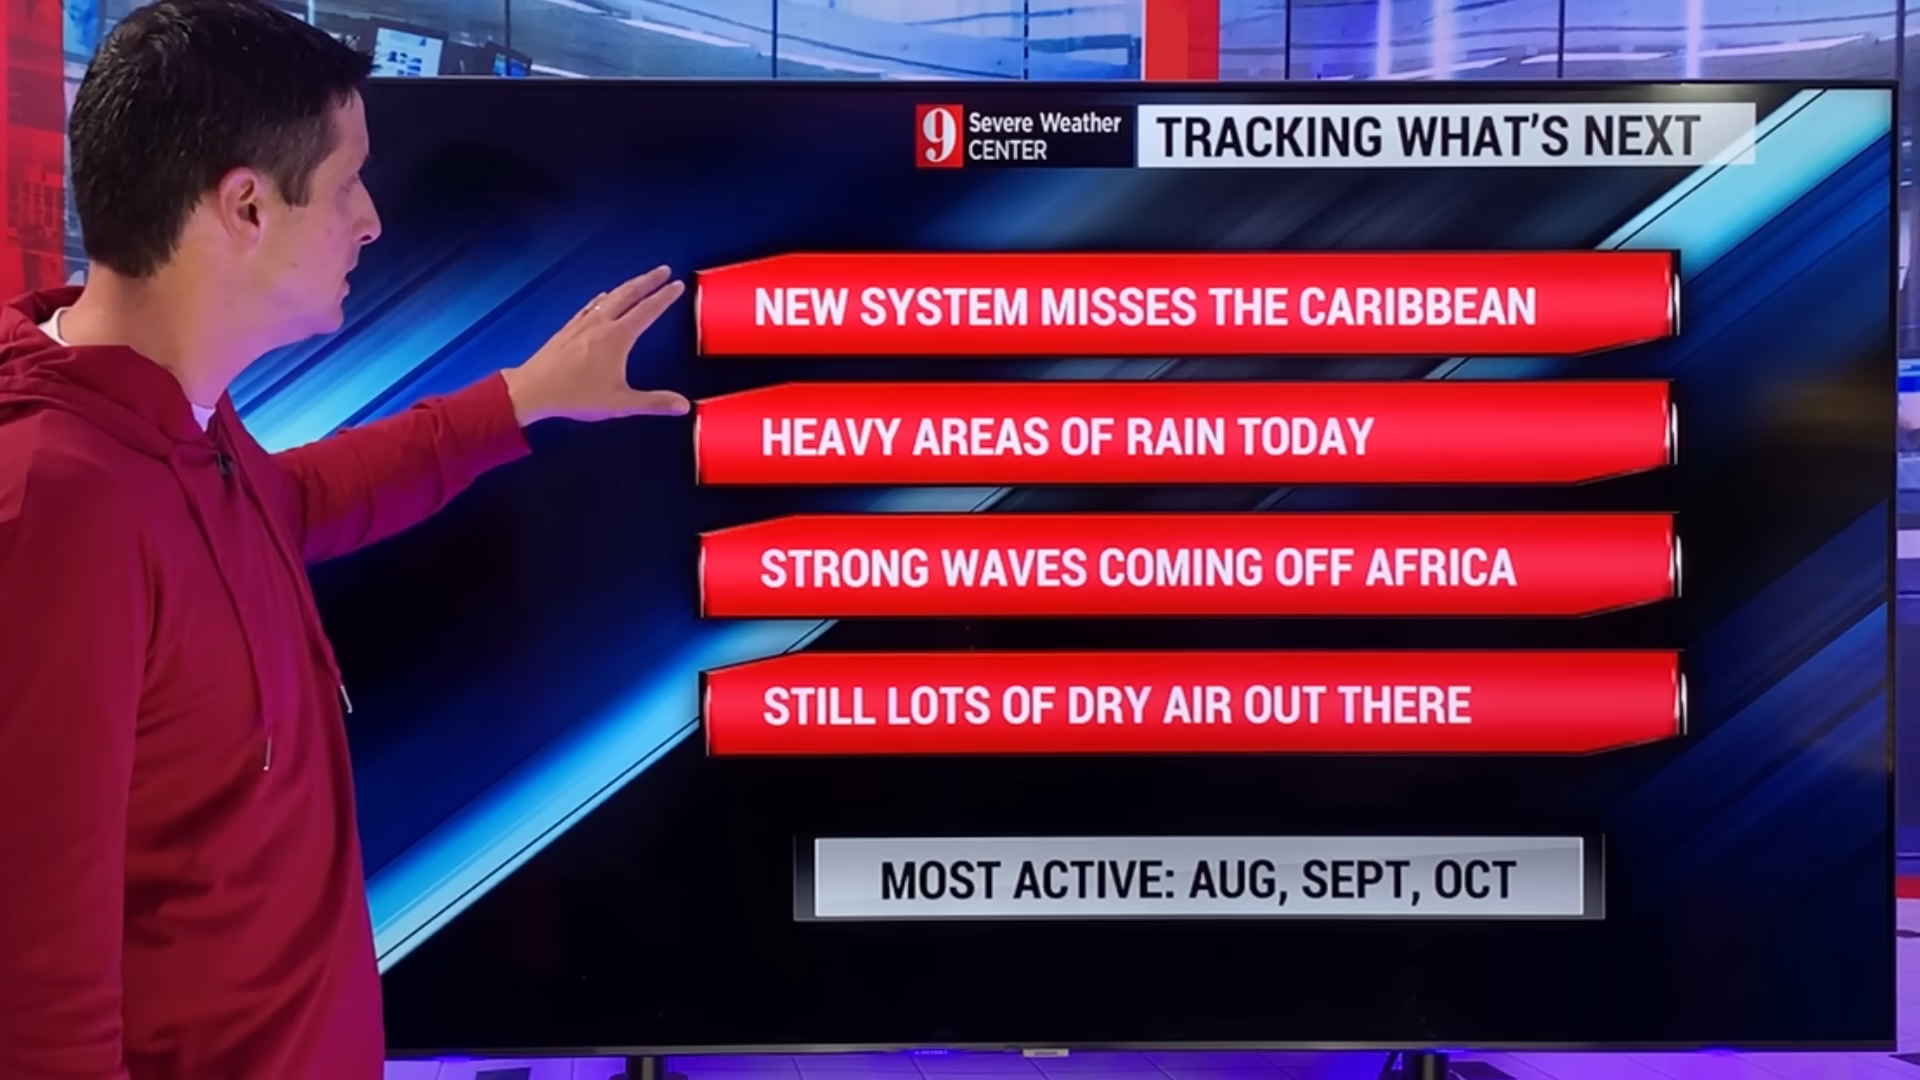 9 Severe Weather
CENTER
TRACKING WHAT'S NEXT
NEW SYSTEM MISSES THE CARIBBEAN
HEAVY AREAS OF RAIN TODAY
STRONG WAVES COMING OFF AFRICA
STILL LOTS OF DRY AIR OUT THERE
MOST ACTIVE: AUG, SEPT, OCT